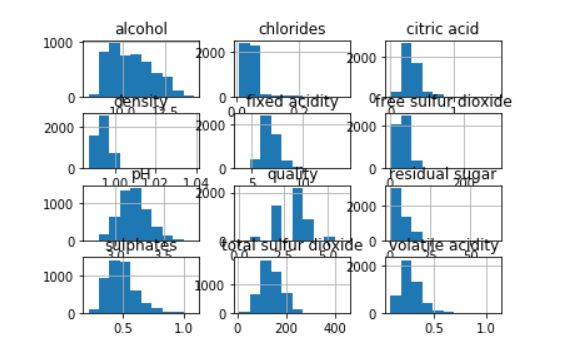 alcohol chlorides citric acid
1000 2000 2000
0 0 0
10.0 12.5 0.0 0.2 0 1
density fixed acidity free sulfur dioxide
2000 2000 2000
0 0 0
1.00 1.02 1.04 5 10 0 200
pH quality residual sugar
1000 2000 2000
0 0 0
3.0 3.5 0.0 2.5 5.0 0 25 50
sulphates total sulfur dioxide volatile acidity
1000 1000 2000
0 0 0
0.5 1.0 0 200 400 0.5 1.0